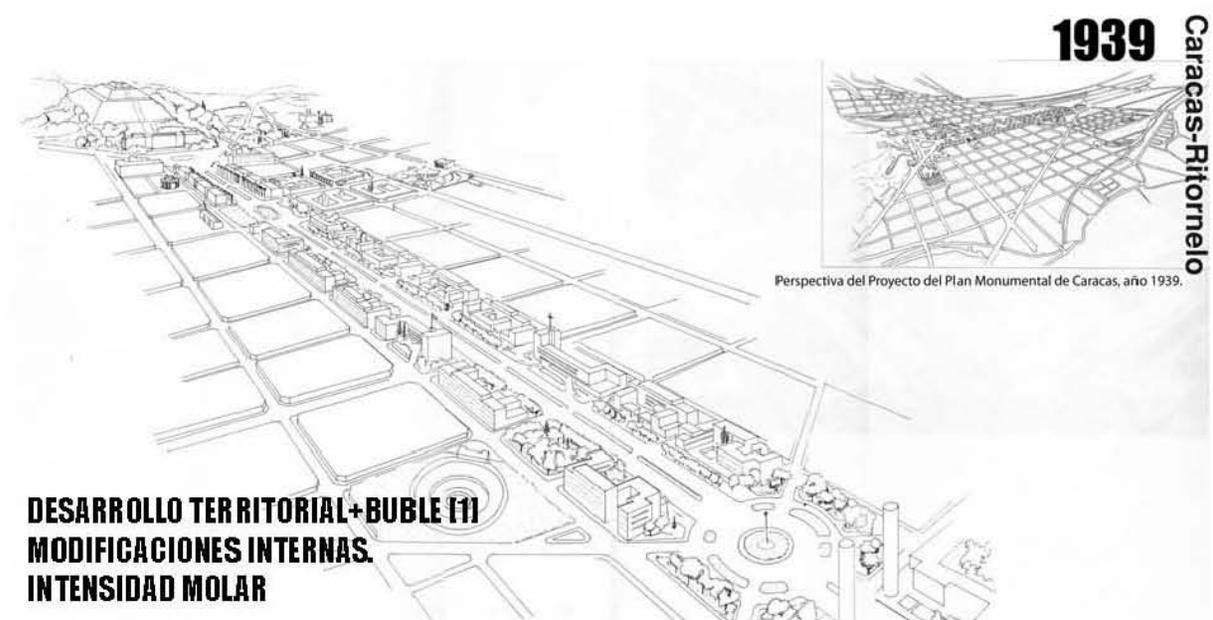 1939
Caracas-Ritornelo
Perspectiva del Proyecto del Plan Monumental de Caracas, año 1939.
DESARROLLO TERRITORIAL+BUBLE [1]
MODIFICACIONES INTERNAS.
INTENSIDAD MOLAR